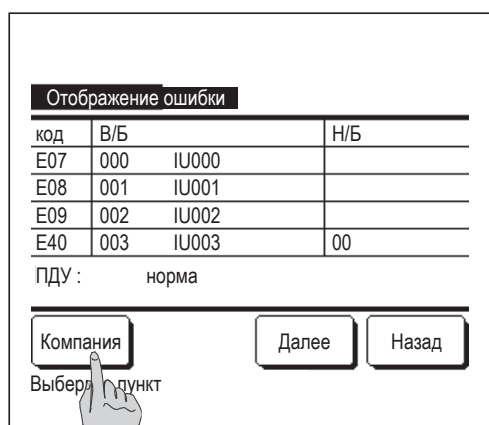 Отображение ошибки
код В/Б Н/Б
E07 000 IU000
E08 001 IU001
E09 002 IU002
E40 003 IU003 00
ПДУ : норма
Компания Далее Назад
пункт